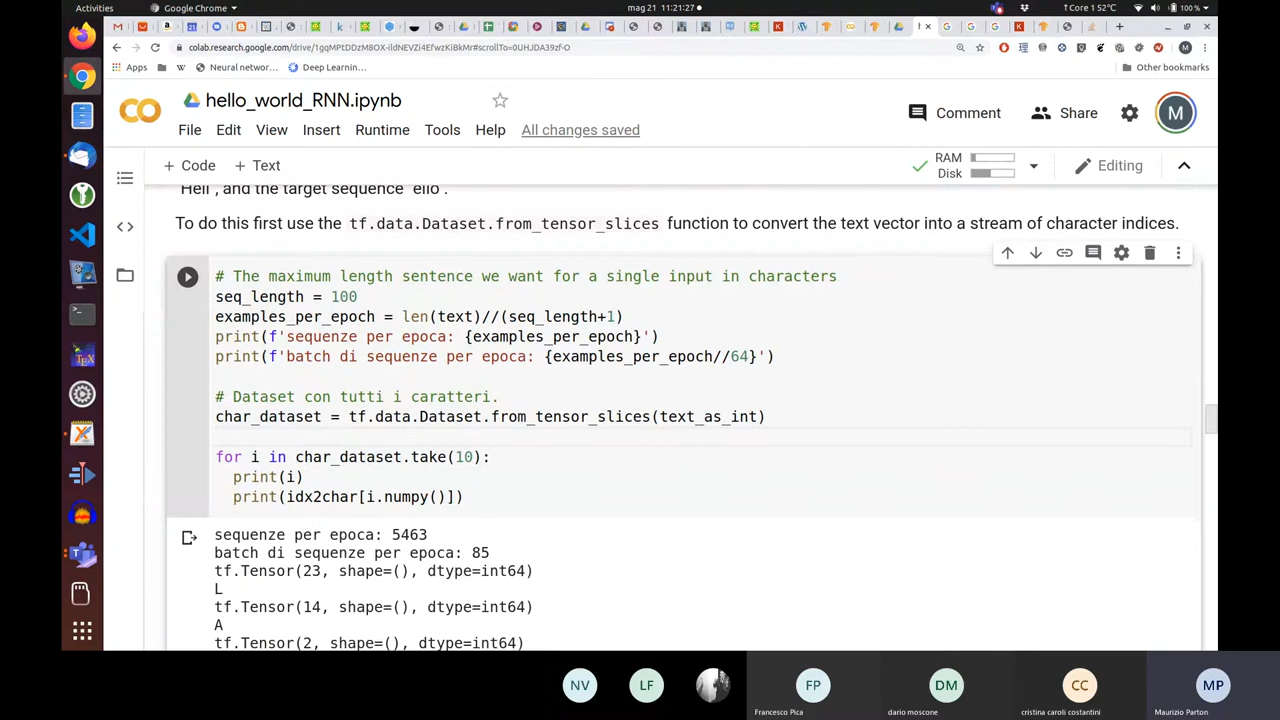 Activities
Google Chrome
mag 21 11:21:27
Core 1 52°C
100 %
colab.research.google.com/drive/1gqMPtDDzM8OX-ildNEVZi4EfwzKiBkMr#scrollTo=0UHJDA39zf-O
Apps
W
Neural networ...
Deep Learnin...
Other bookmarks
hello_world_RNN.ipynb
Comment
Share
M
File Edit View Insert Runtime Tools Help All changes saved
+ Code + Text
RAM
Disk
Editing
'Hell', and the target sequence 'ello'.
To do this first use the tf.data.Dataset.from_tensor_slices function to convert the text vector into a stream of character indices.
# The maximum length sentence we want for a single input in characters
seq_length = 100
examples_per_epoch = len(text)//(seq_length+1)
print(f'sequenze per epoca: {examples_per_epoch}')
print(f'batch di sequenze per epoca: {examples_per_epoch//64}')
# Dataset con tutti i caratteri.
char_dataset = tf.data.Dataset.from_tensor_slices(text_as_int)
for i in char_dataset.take(10):
print(i)
print(idx2char[i.numpy()])
sequenze per epoca: 5463
batch di sequenze per epoca: 85
tf.Tensor(23, shape=(), dtype=int64)
L
tf.Tensor(14, shape=(), dtype=int64)
A
tf.Tensor(2, shape=(), dtype=int64)
NV
LF
FP
DM
CC
MP
Francesco Pica
dario moscone
cristina caroli costantini
Maurizio Parton